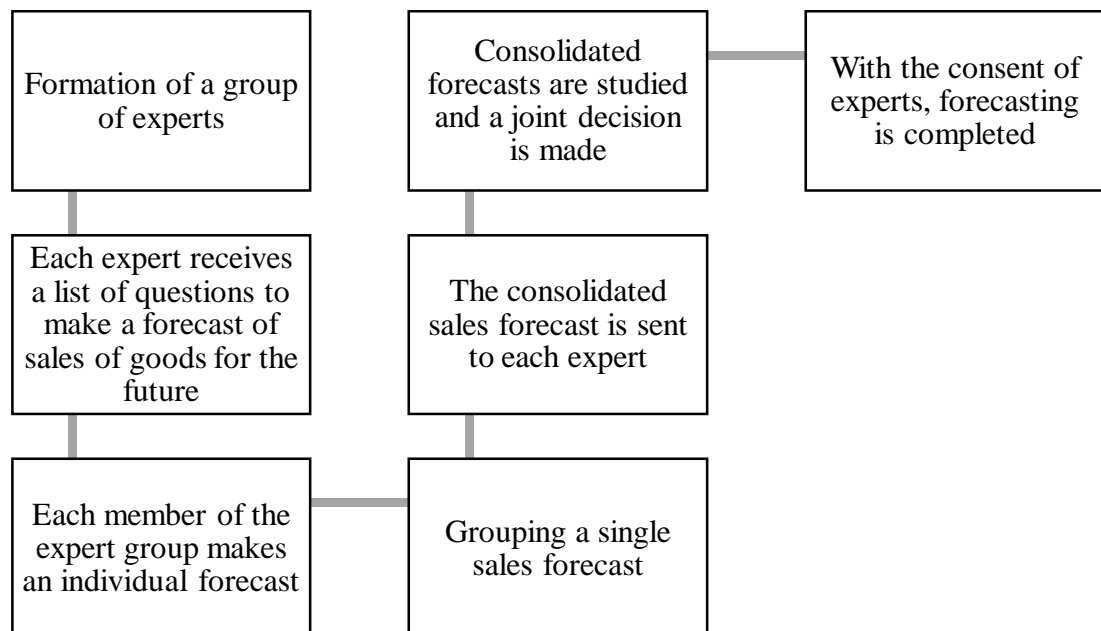 Formation of a group
of experts
Each expert receives
a list of questions to
make a forecast of
sales of goods for the
future
Each member of the
expert group makes
an individual forecast
Grouping a single
sales forecast
The consolidated
sales forecast is sent
to each expert
Consolidated
forecasts are studied
and a joint decision
is made
With the consent of
experts, forecasting
is completed